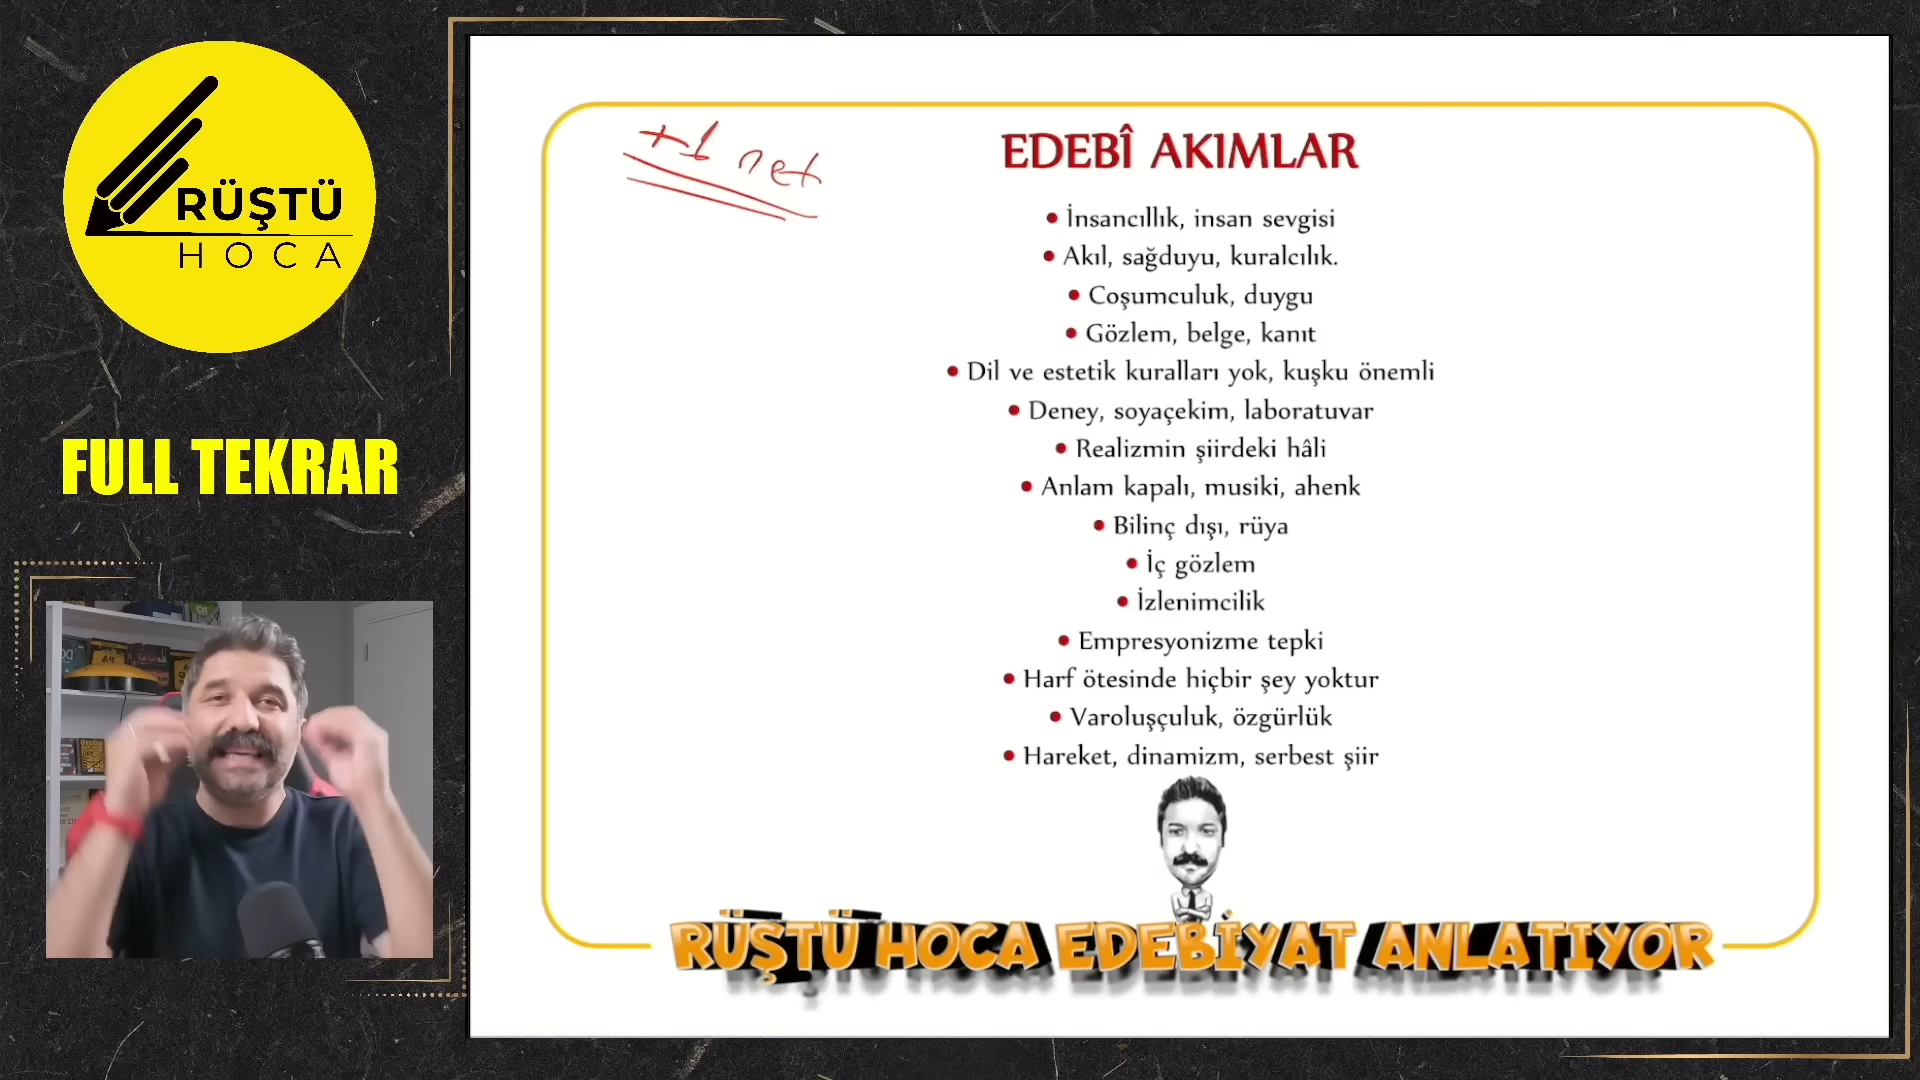 RÜŞTÜ
HOCA
FULL TEKRAR
+1 net
EDEBÎ AKIMLAR
• İnsancıllık, insan sevgisi
• Akıl, sağduyu, kuralcılık.
• Coşumculuk, duygu
• Gözlem, belge, kanıt
• Dil ve estetik kuralları yok, kuşku önemli
• Deney, soyaçekim, laboratuvar
• Realizmin şiirdeki hâli
• Anlam kapalı, musiki, ahenk
• Bilinç dışı, rüya
• İç gözlem
• İzlenimcilik
• Empresyonizme tepki
• Harf ötesinde hiçbir şey yoktur
• Varoluşçuluk, özgürlük
• Hareket, dinamizm, serbest şiir
RÜŞTÜ HOCA EDEBİYAT ANLATIYOR